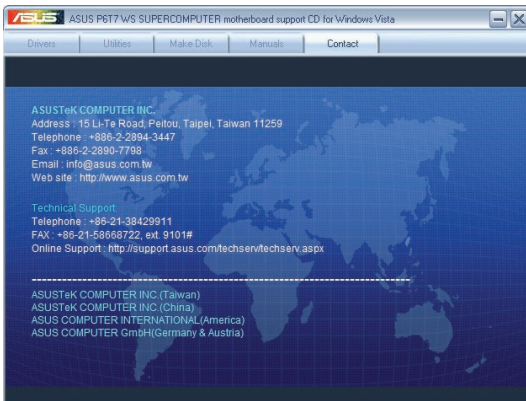 ASUS ASUS P6T7 WS SUPERCOMPUTER motherboard support CD for Windows Vista
Drivers Utilities Make Disk Manuals Contact
ASUSTeK COMPUTER INC.
Address : 15 Li-Te Road, Peitou, Taipei, Taiwan 11259
Telephone : +886-2-2894-3447
Fax : +886-2-2890-7798
Email : info@asus.com.tw
Web site : http://www.asus.com.tw
Technical Support:
Telephone : +86-21-38429911
FAX : +86-21-58668722, ext. 9101#
Online Support : http://support.asus.com/techserv/techserv.aspx
ASUSTeK COMPUTER INC.(Taiwan)
ASUSTeK COMPUTER INC.(China)
ASUS COMPUTER INTERNATIONAL(America)
ASUS COMPUTER GmbH(Germany & Austria)